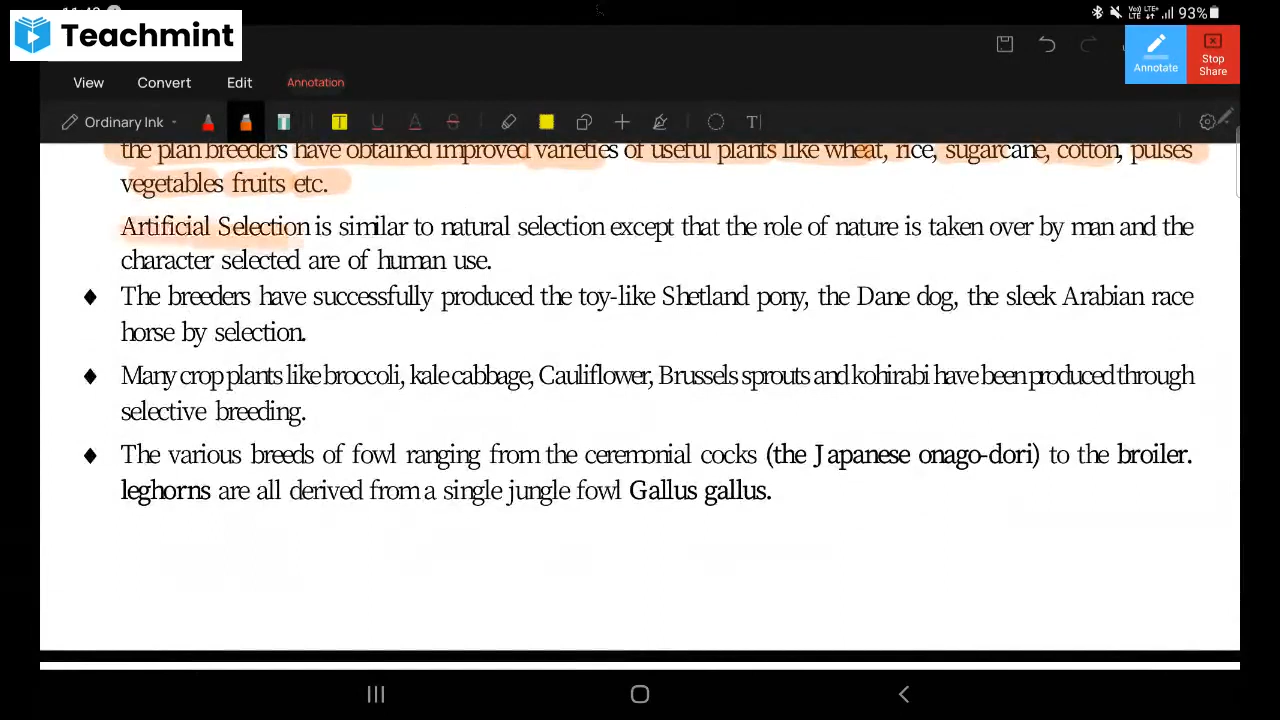 Teachmint
Vo) LTE+
LTE 93%
Annotate
Stop
Share
View Convert Edit Annotation
Ordinary Ink T T|
the plan breeders have obtained improved varieties of useful plants like wheat, rice, sugarcane, cotton, pulses
vegetables fruits etc.
Artificial Selection is similar to natural selection except that the role of nature is taken over by man and the
character selected are of human use.
♦ The breeders have successfully produced the toy-like Shetland pony, the Dane dog, the sleek Arabian race
horse by selection.
♦ Many crop plants like broccoli, kale cabbage, Cauliflower, Brussels sprouts and kohirabi have been produced through
selective breeding.
♦ The various breeds of fowl ranging from the ceremonial cocks (the Japanese onago-dori) to the broiler.
leghorns are all derived from a single jungle fowl Gallus gallus.